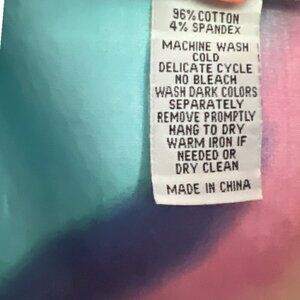 96% COTTON
4% SPANDEX
MACHINE WASH
COLD
DELICATE CYCLE
NO BLEACH
WASH DARK COLORS
SEPARATELY
REMOVE PROMPTLY
HANG TO DRY
WARM IRON IF
NEEDED OR
DRY CLEAN
MADE IN CHINA